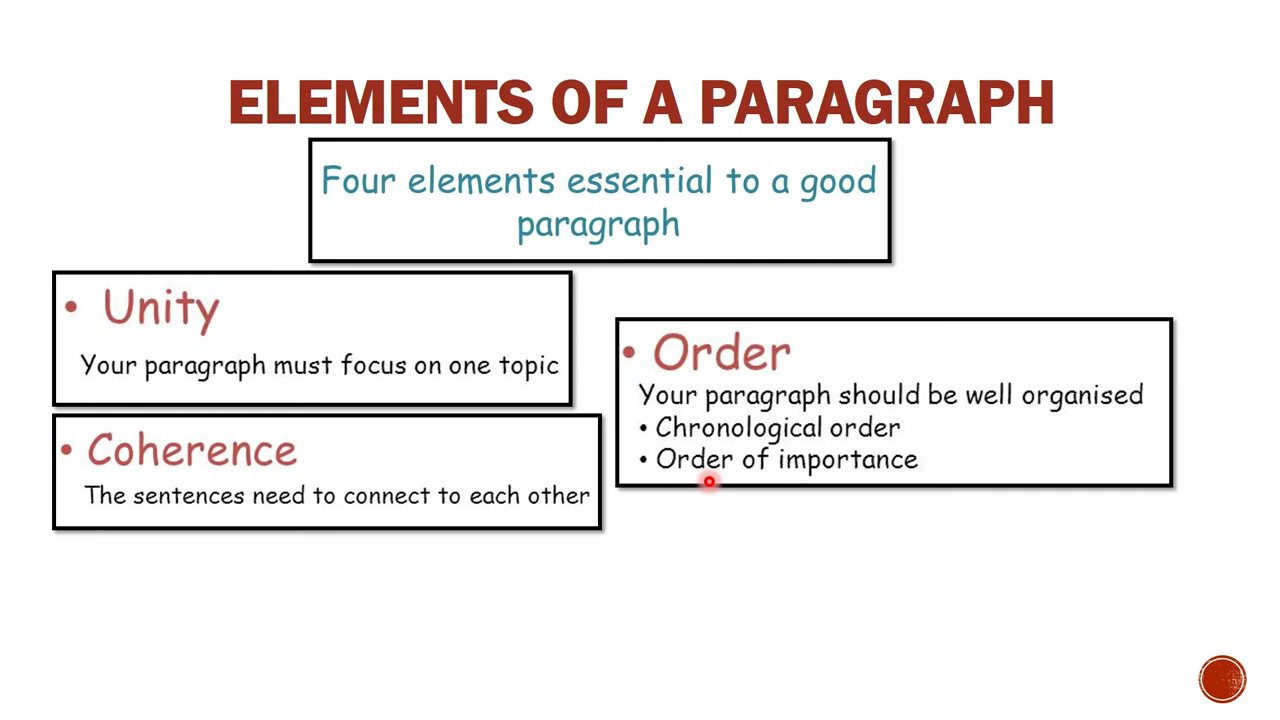 ELEMENTS OF A PARAGRAPH
Four elements essential to a good
paragraph
• Unity
Your paragraph must focus on one topic
• Coherence
The sentences need to connect to each other
• Order
Your paragraph should be well organised
• Chronological order
• Order of importance